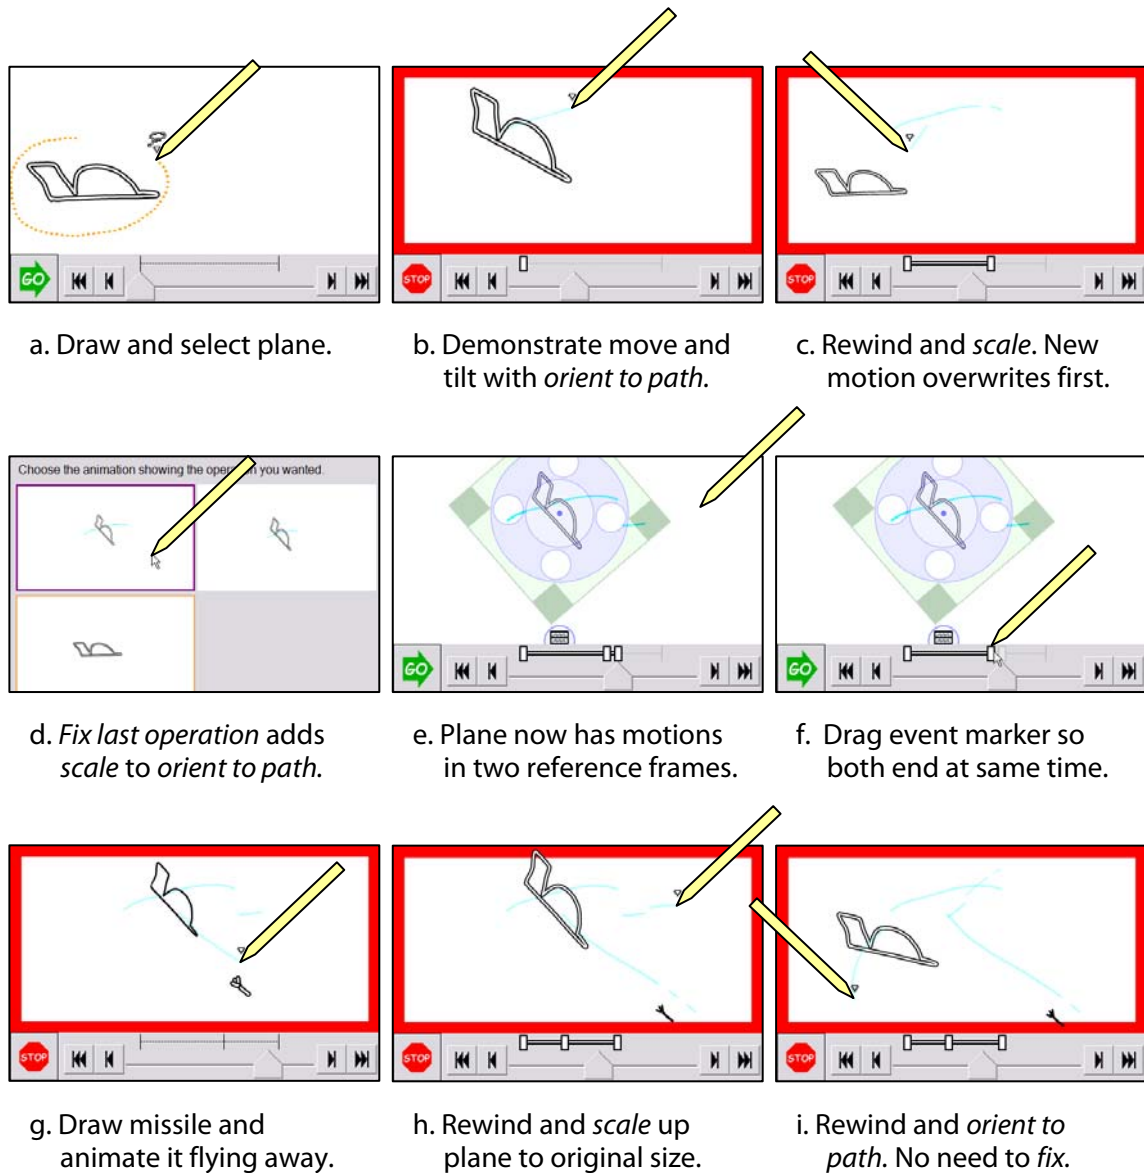 GO
a. Draw and select plane.
STOP
b. Demonstrate move and
tilt with orient to path.
STOP
c. Rewind and scale. New
motion overwrites first.
Choose the animation showing the operation you wanted.
d. Fix last operation adds
scale to orient to path.
GO
e. Plane now has motions
in two reference frames.
GO
f. Drag event marker so
both end at same time.
STOP
g. Draw missile and
animate it flying away.
STOP
h. Rewind and scale up
plane to original size.
STOP
i. Rewind and orient to
path. No need to fix.